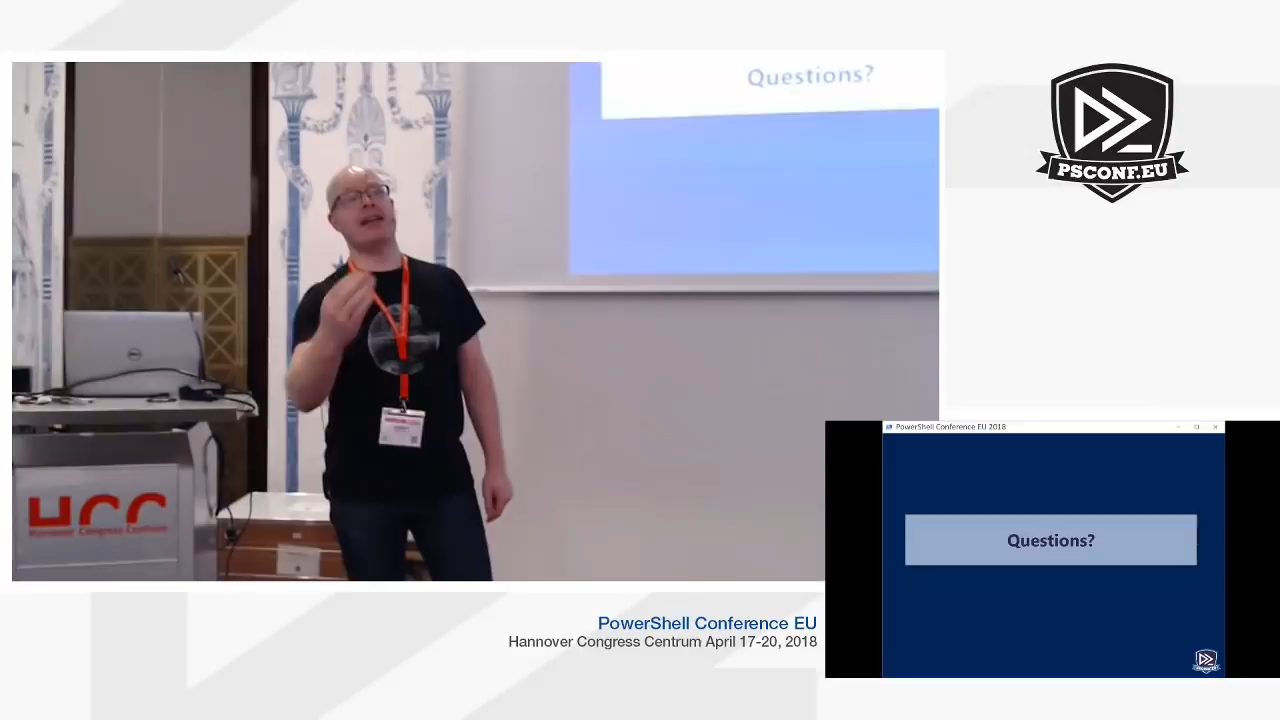 Questions?
PSCONF.EU
HCC
Hannover Congress Centrum
PowerShell Conference EU 2018
Questions?
PowerShell Conference EU
Hannover Congress Centrum April 17-20, 2018